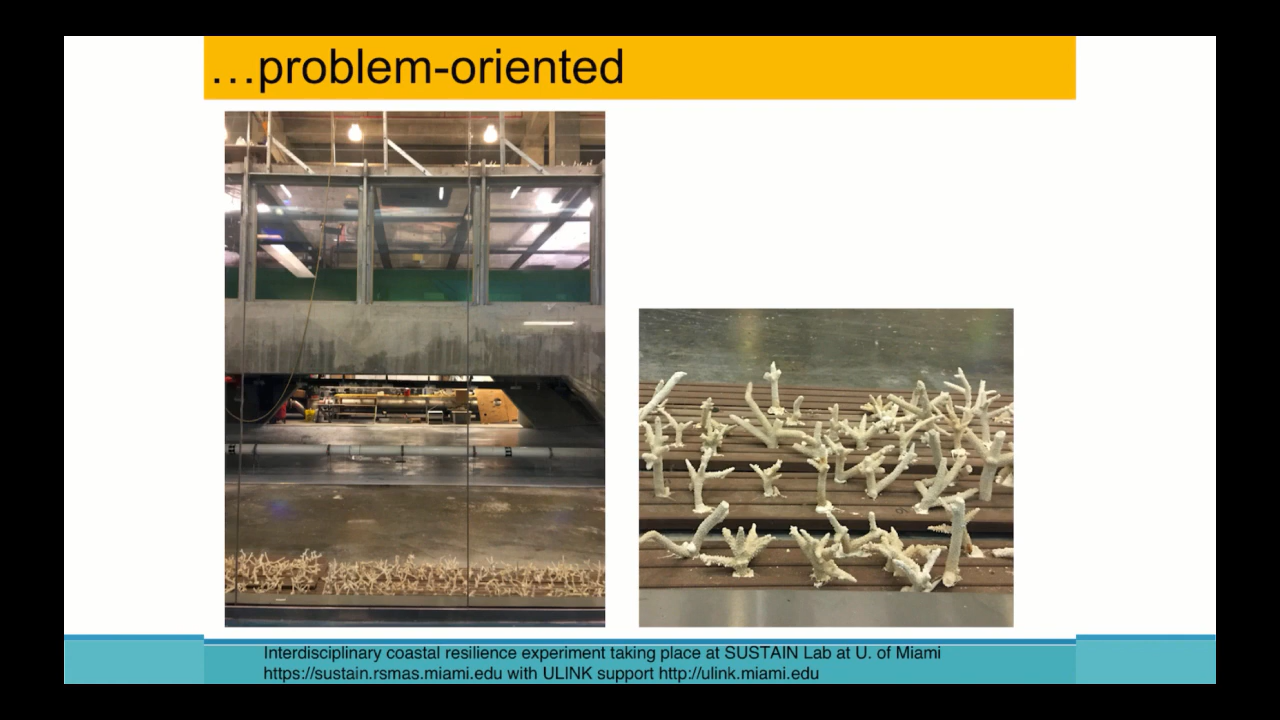 …problem-oriented
Interdisciplinary coastal resilience experiment taking place at SUSTAIN Lab at U. of Miami
https://sustain.rsmas.miami.edu with ULINK support http://ulink.miami.edu